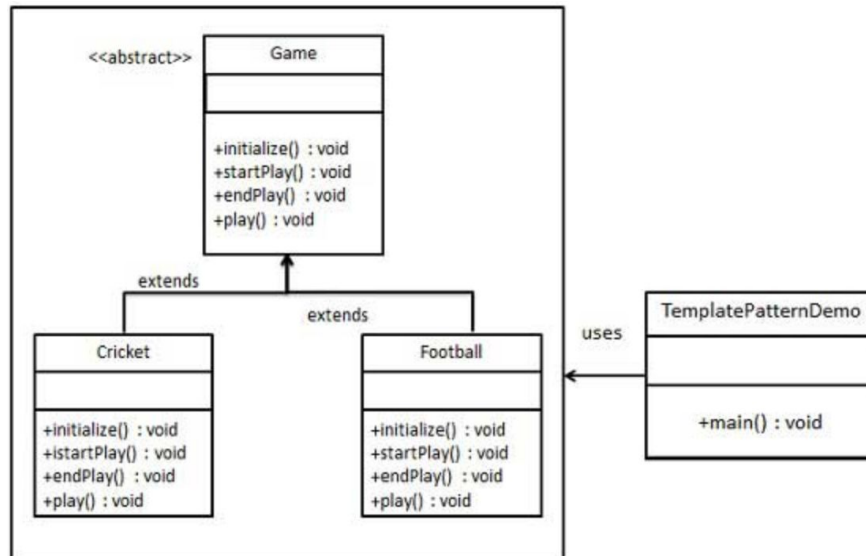 <<abstract>>
Game
+initialize() : void
+startPlay() : void
+endPlay() : void
+play() : void
extends
extends
Cricket
+initialize() : void
+istartPlay() : void
+endPlay() : void
+play() : void
Football
+initialize() : void
+startPlay() : void
+endPlay() : void
+play() : void
uses
TemplatePatternDemo
+main() : void